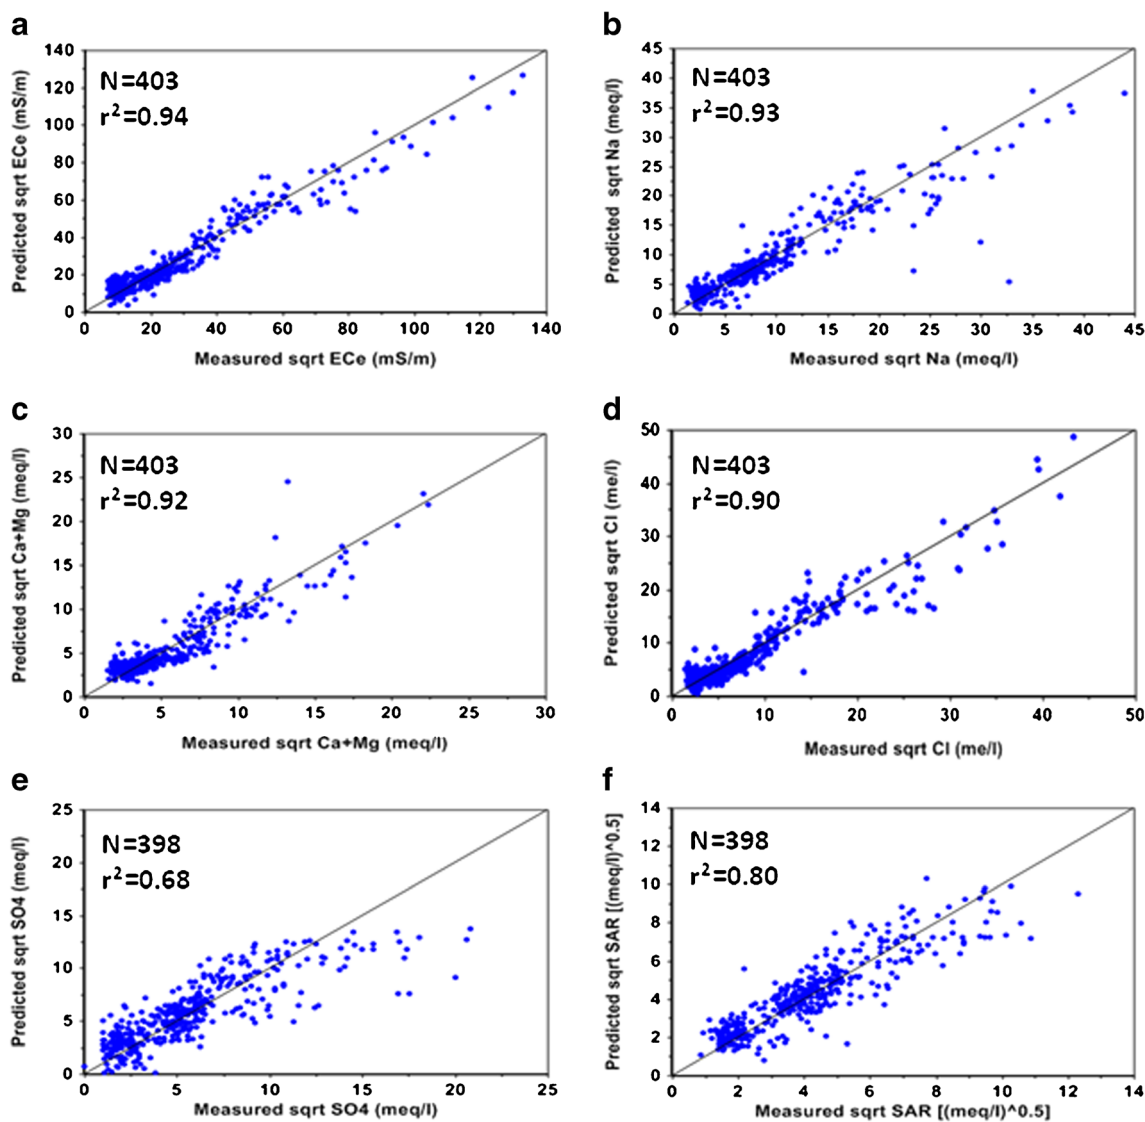 a
140
120
100
80
60
40
20
0
N=403
r²=0.94
Predicted sqrt ECe (mS/m)
0 20 40 60 80 100 120 140
Measured sqrt ECe (mS/m)
b
45
40
35
30
25
20
15
10
5
0
N=403
r²=0.93
Predicted sqrt Na (meq/l)
0 5 10 15 20 25 30 35 40 45
Measured sqrt Na (meq/l)
c
30
25
20
15
10
5
0
N=403
r²=0.92
Predicted sqrt Ca+Mg (meq/l)
0 5 10 15 20 25 30
Measured sqrt Ca+Mg (meq/l)
d
50
40
30
20
10
0
N=403
r²=0.90
Predicted sqrt Cl (me/l)
0 10 20 30 40 50
Measured sqrt Cl (me/l)
e
25
20
15
10
5
0
N=398
r²=0.68
Predicted sqrt SO4 (meq/l)
0 5 10 15 20 25
Measured sqrt SO4 (meq/l)
f
14
12
10
8
6
4
2
0
N=398
r²=0.80
Predicted sqrt SAR [(meq/l)^0.5]
0 2 4 6 8 10 12 14
Measured sqrt SAR [(meq/l)^0.5]